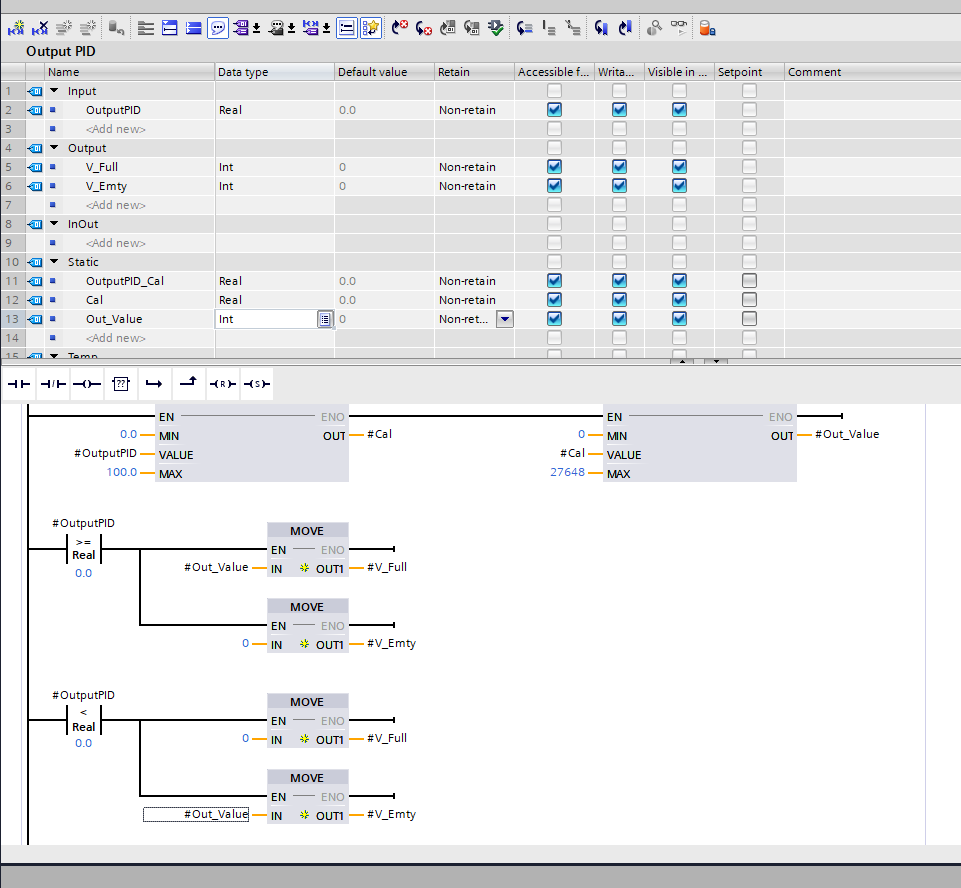 Output PID
Name Data type Default value Retain Accessible f... Writa... Visible in ... Setpoint Comment
1 Input
2 OutputPID Real 0.0 Non-retain
3 <Add new>
4 Output
5 V_Full Int 0 Non-retain
6 V_Emty Int 0 Non-retain
7 <Add new>
8 InOut
9 <Add new>
10 Static
11 OutputPID_Cal Real 0.0 Non-retain
12 Cal Real 0.0 Non-retain
13 Out_Value Int 0 Non-ret...
14 <Add new>
15 Temp
?? R S
EN ENO EN ENO
0.0 MIN OUT #Cal 0 MIN OUT #Out_Value
#OutputPID VALUE #Cal VALUE
100.0 MAX 27648 MAX
#OutputPID
>=
Real
0.0
MOVE
EN ENO
#Out_Value IN OUT1 #V_Full
MOVE
EN ENO
0 IN OUT1 #V_Emty
#OutputPID
<
Real
0.0
MOVE
EN ENO
0 IN OUT1 #V_Full
MOVE
EN ENO
#Out_Value IN OUT1 #V_Emty